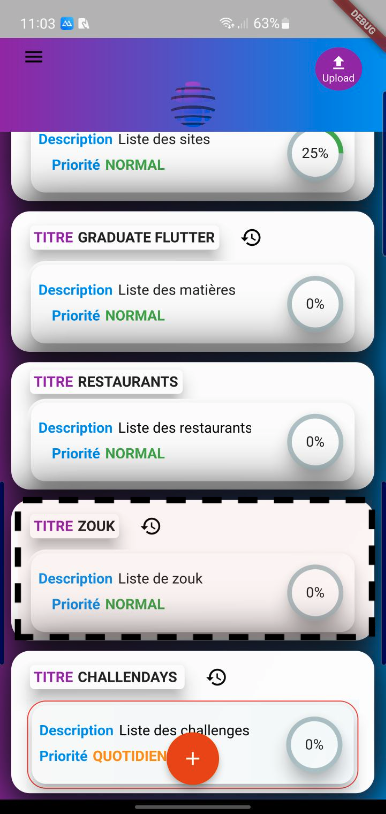 11:03
63%
DEBUG
Upload
Description Liste des sites
25%
Priorité NORMAL
TITRE GRADUATE FLUTTER
Description Liste des matières
0%
Priorité NORMAL
TITRE RESTAURANTS
Description Liste des restaurants
0%
Priorité NORMAL
TITRE ZOUK
Description Liste de zouk
0%
Priorité NORMAL
TITRE CHALLENDAYS
Description Liste des challenges
0%
Priorité QUOTIDIEN